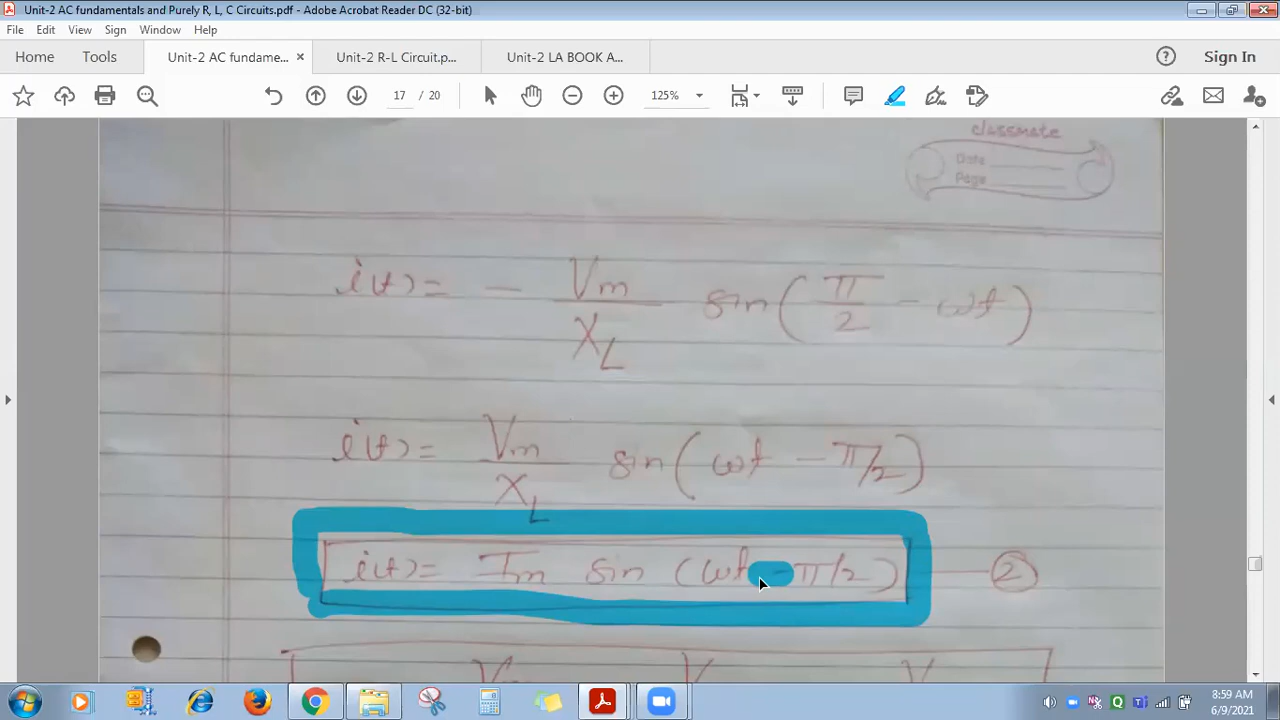 Unit-2 AC fundamentals and Purely R, L, C Circuits.pdf - Adobe Acrobat Reader DC (32-bit)
File Edit View Sign Window Help
Home Tools Unit-2 AC fundame... × Unit-2 R-L Circuit.p... Unit-2 LA BOOK A... Sign In
17 / 20 125%
classmate
Date
Page
i(t) = - Vm/XL sin(π/2 - ωt)
i(t) = Vm/XL sin(ωt - π/2)
i(t) = Im sin (ωt - π/2) — 2
8:59 AM
6/9/2021